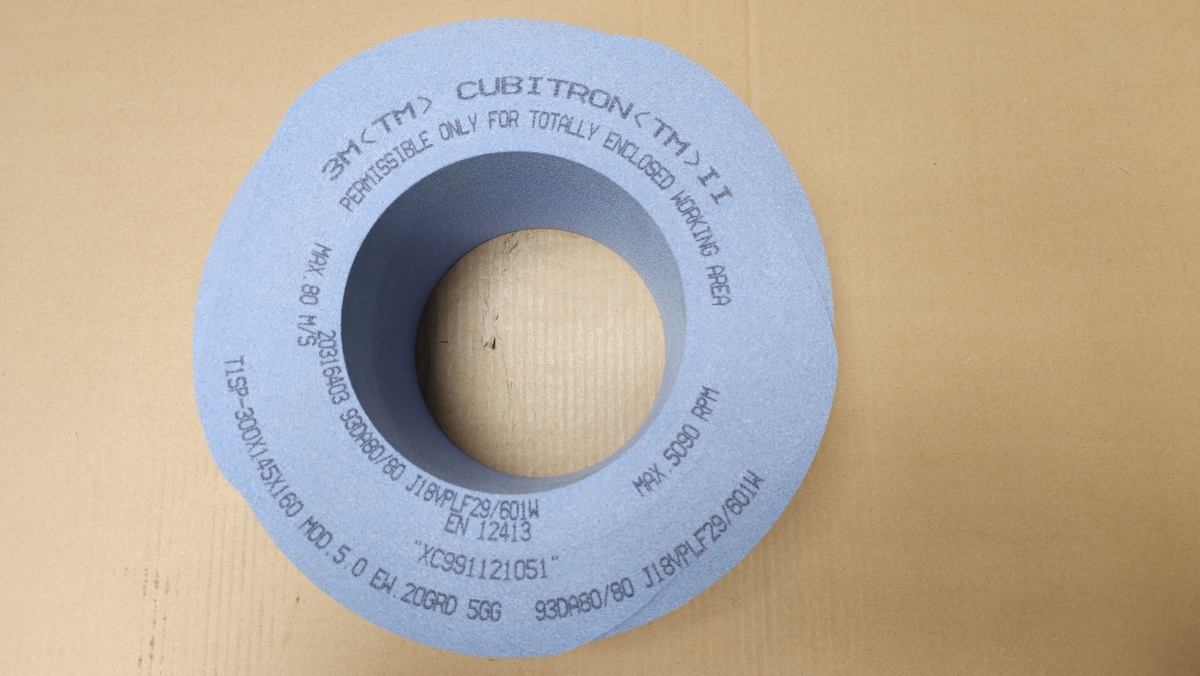 3M<TM> CUBITRON<TM>II
PERMISSIBLE ONLY FOR TOTALLY ENCLOSED WORKING AREA
MAX.80 M/S
MAX.5090 RPM
20316403 93DA80/80 J18VPLF29/601W
EN 12413
"XC991121051"
T1SP-300X145X160 MOD.5.0 EW.20GRD 5GG 93DA80/80 J18VPLF29/601W